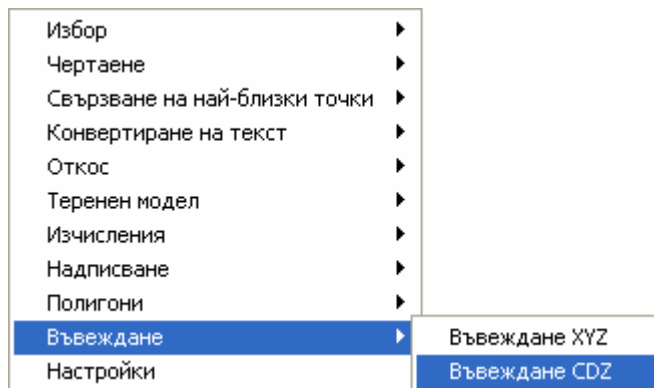 Избор
Чертаене
Свързване на най-близки точки
Конвертиране на текст
Откос
Теренен модел
Изчисления
Надписване
Полигони
Въвеждане
Въвеждане XYZ
Настройки
Въвеждане CDZ